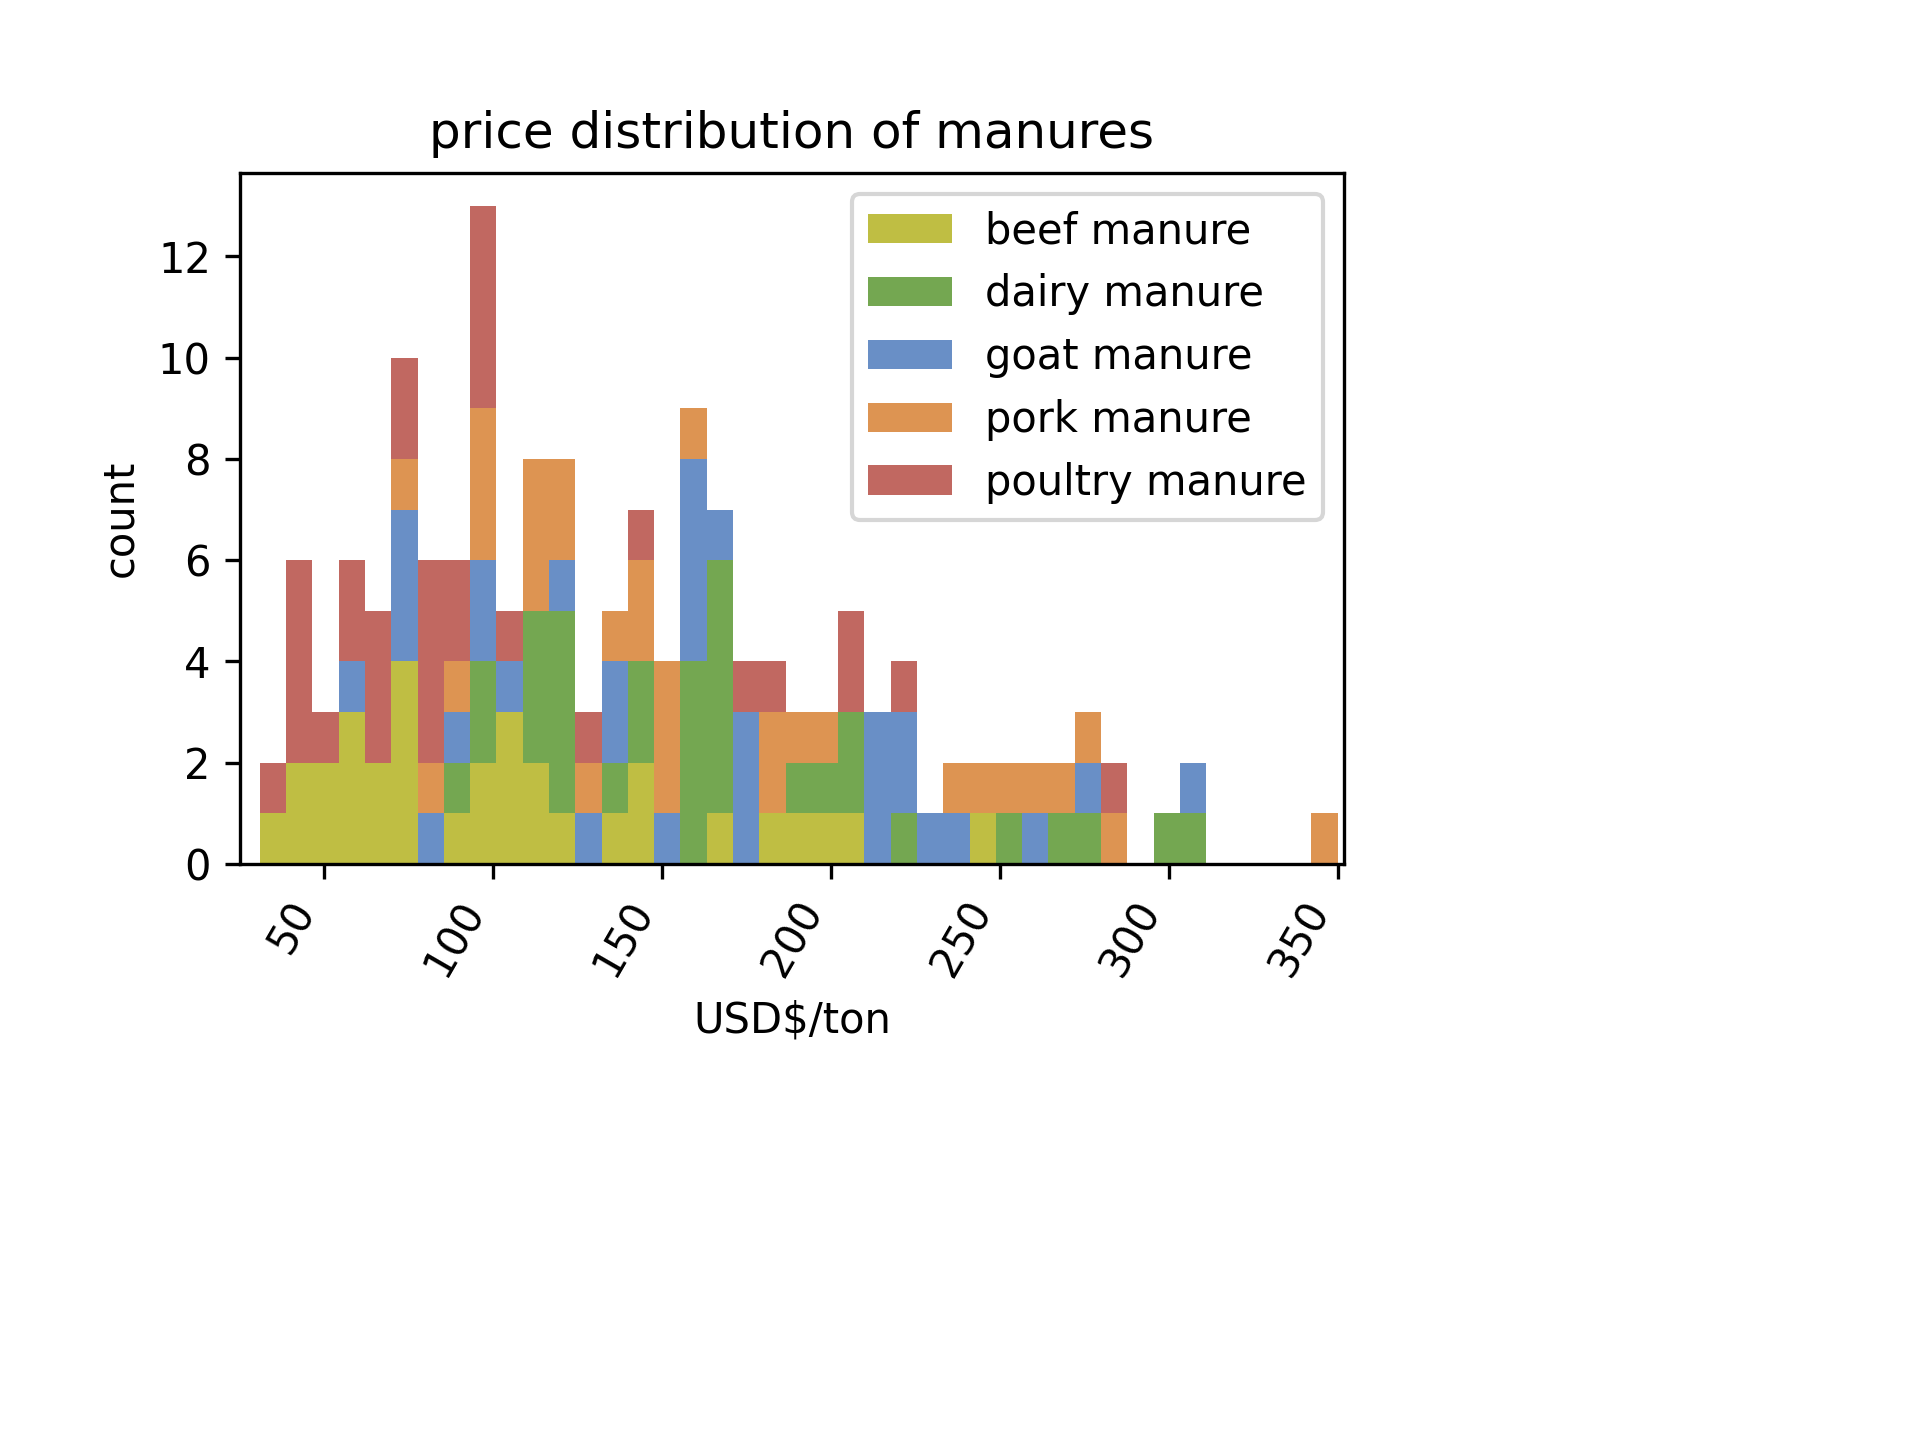 price distribution of manures
beef manure
dairy manure
goat manure
pork manure
poultry manure
count
12
10
8
6
4
2
0
50
100
150
200
250
300
350
USD$/ton